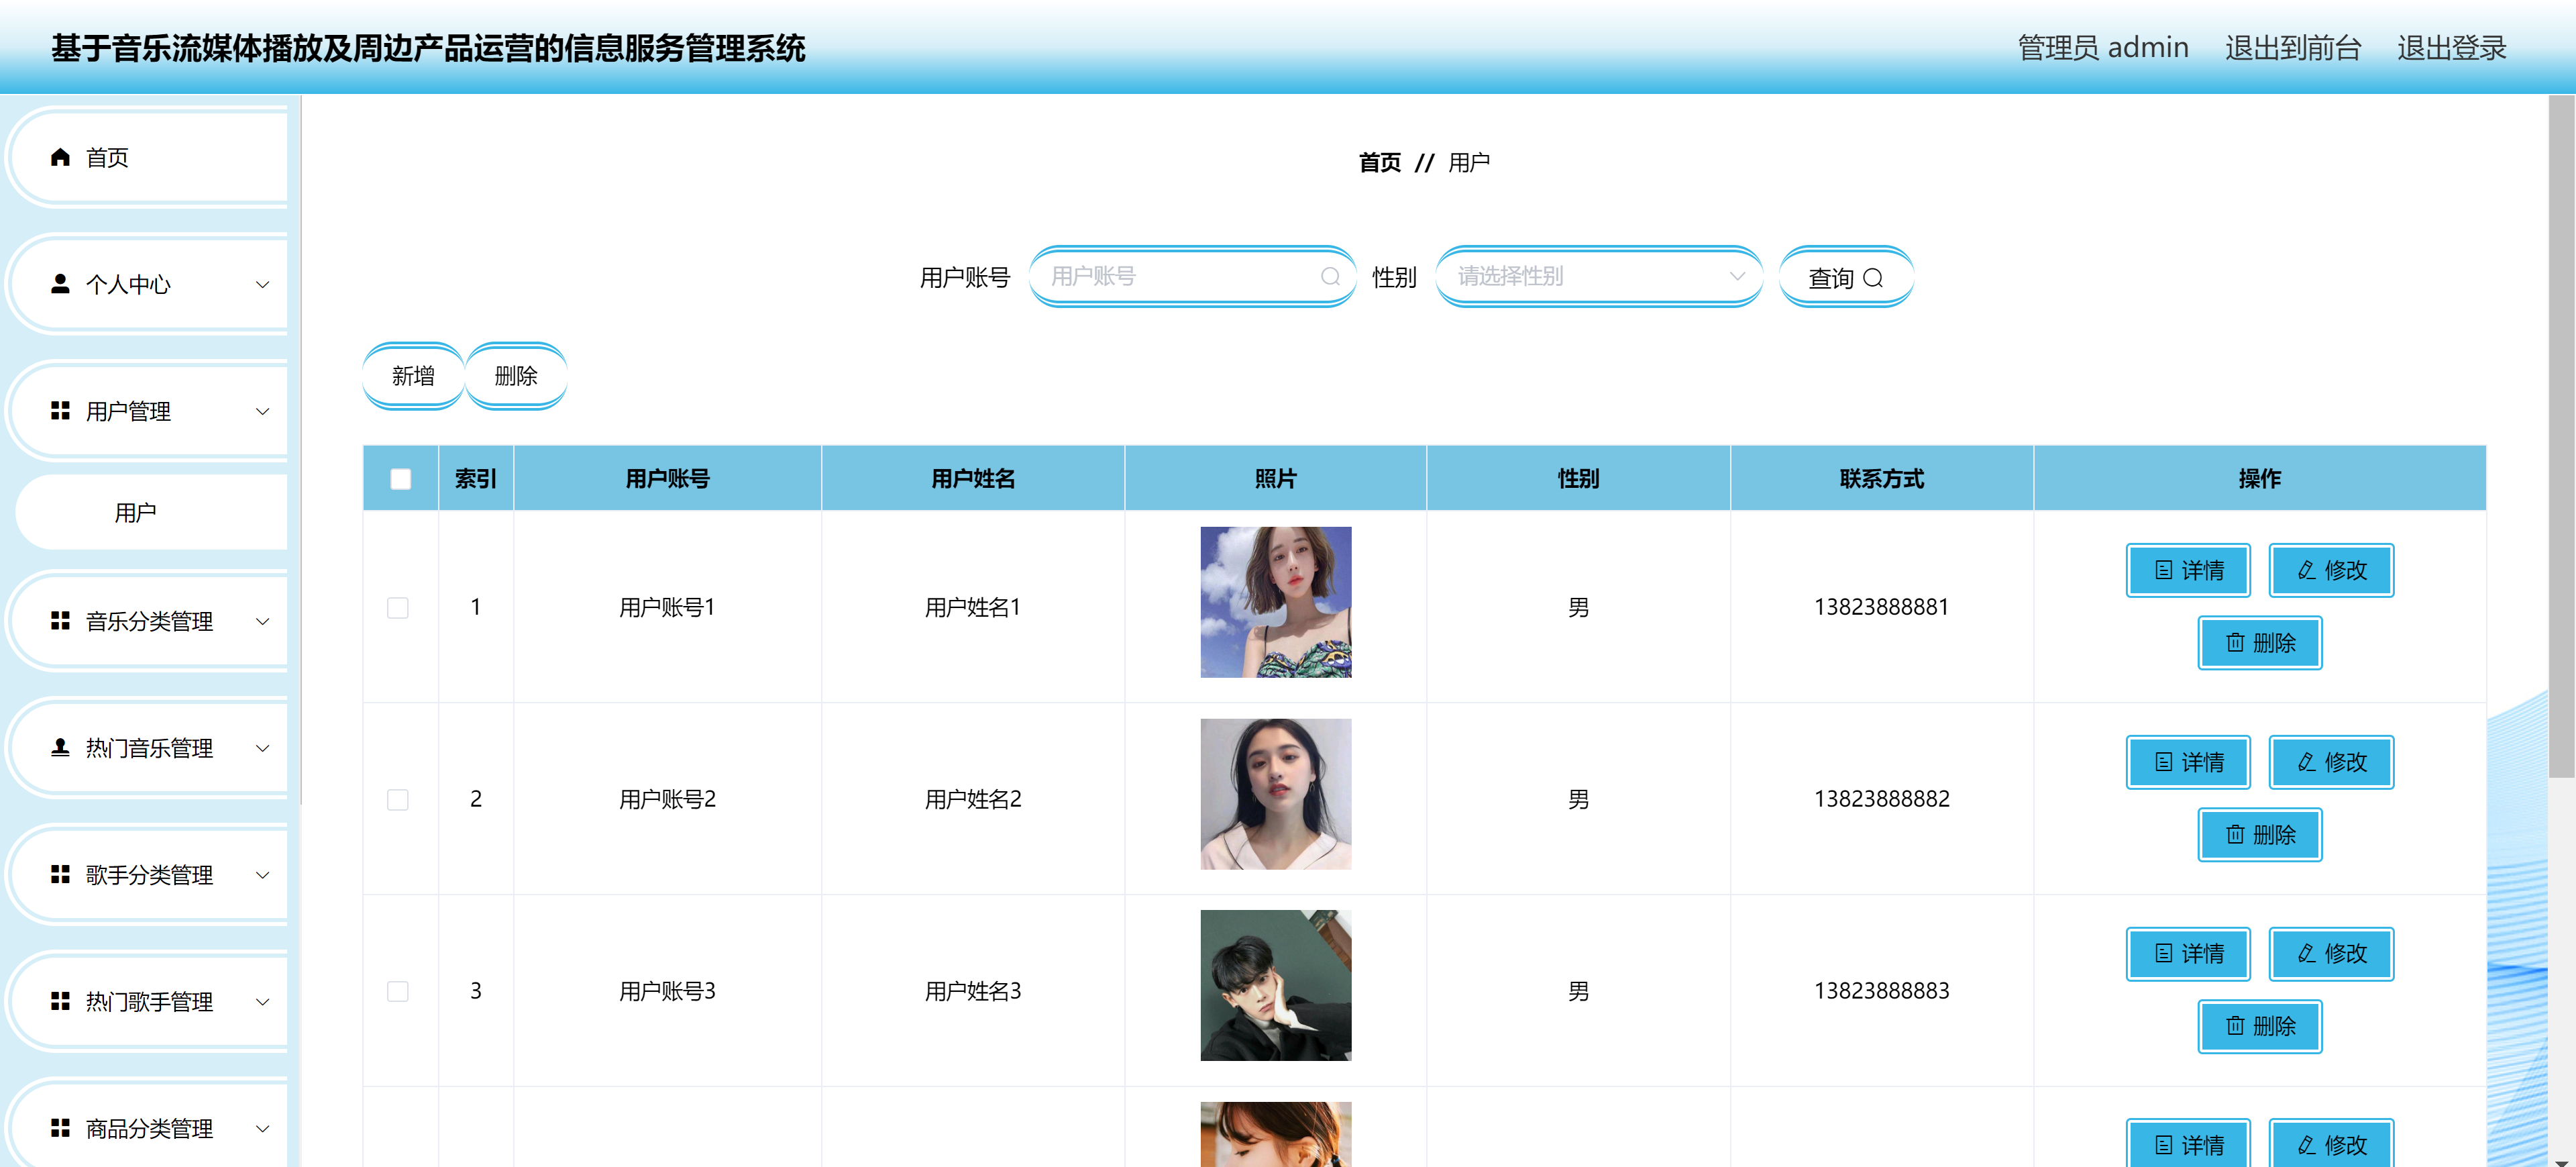 基于音乐流媒体播放及周边产品运营的信息服务管理系统
管理员 admin 退出到前台 退出登录
首页
个人中心
用户管理
用户
音乐分类管理
热门音乐管理
歌手分类管理
热门歌手管理
商品分类管理
首页 // 用户
用户账号 用户账号 性别 请选择性别 查询
新增 删除
索引 用户账号 用户姓名 照片 性别 联系方式 操作
1 用户账号1 用户姓名1 男 13823888881 详情 修改
删除
2 用户账号2 用户姓名2 男 13823888882 详情 修改
删除
3 用户账号3 用户姓名3 男 13823888883 详情 修改
删除
详情 修改